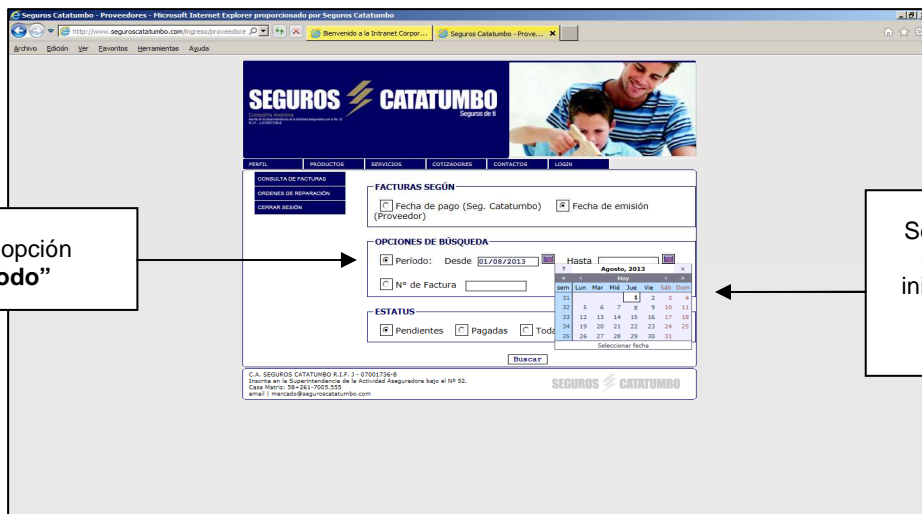 Seguros Catatumbo - Proveedores - Microsoft Internet Explorer proporcionado por Seguros Catatumbo
http://www.seguroscatatumbo.com/ingreso/proveedore
Bienvenido a la Intranet Corpor...
Seguros Catatumbo - Prove...
Archivo Edición Ver Favoritos Herramientas Ayuda
SEGUROS CATATUMBO
Compañía Anónima
Seguros de ti
PERFIL PRODUCTOS SERVICIOS COTIZADORES CONTACTOS LOGIN
CONSULTA DE FACTURAS
ORDENES DE REPARACIÓN
CERRAR SESIÓN
FACTURAS SEGÚN
Fecha de pago (Seg. Catatumbo) Fecha de emisión
(Proveedor)
opción
odo”
OPCIONES DE BÚSQUEDA
Período: Desde 01/08/2013 Hasta
Nº de Factura
? Agosto, 2013 ×
« ‹ Hoy › »
sem Lun Mar Mié Jue Vie Sáb Dom
31 1 2 3 4
32 5 6 7 8 9 10 11
33 12 13 14 15 16 17 18
34 19 20 21 22 23 24 25
35 26 27 28 29 30 31
Seleccionar fecha
ESTATUS
Pendientes Pagadas Toda
Buscar
C.A. SEGUROS CATATUMBO R.I.F. J - 07001736-8
Inscrita en la Superintendencia de la Actividad Aseguradora bajo el Nº 52.
Casa Matriz: 58+261-7005.555
email | mercado@seguroscatatumbo.com
SEGUROS CATATUMBO